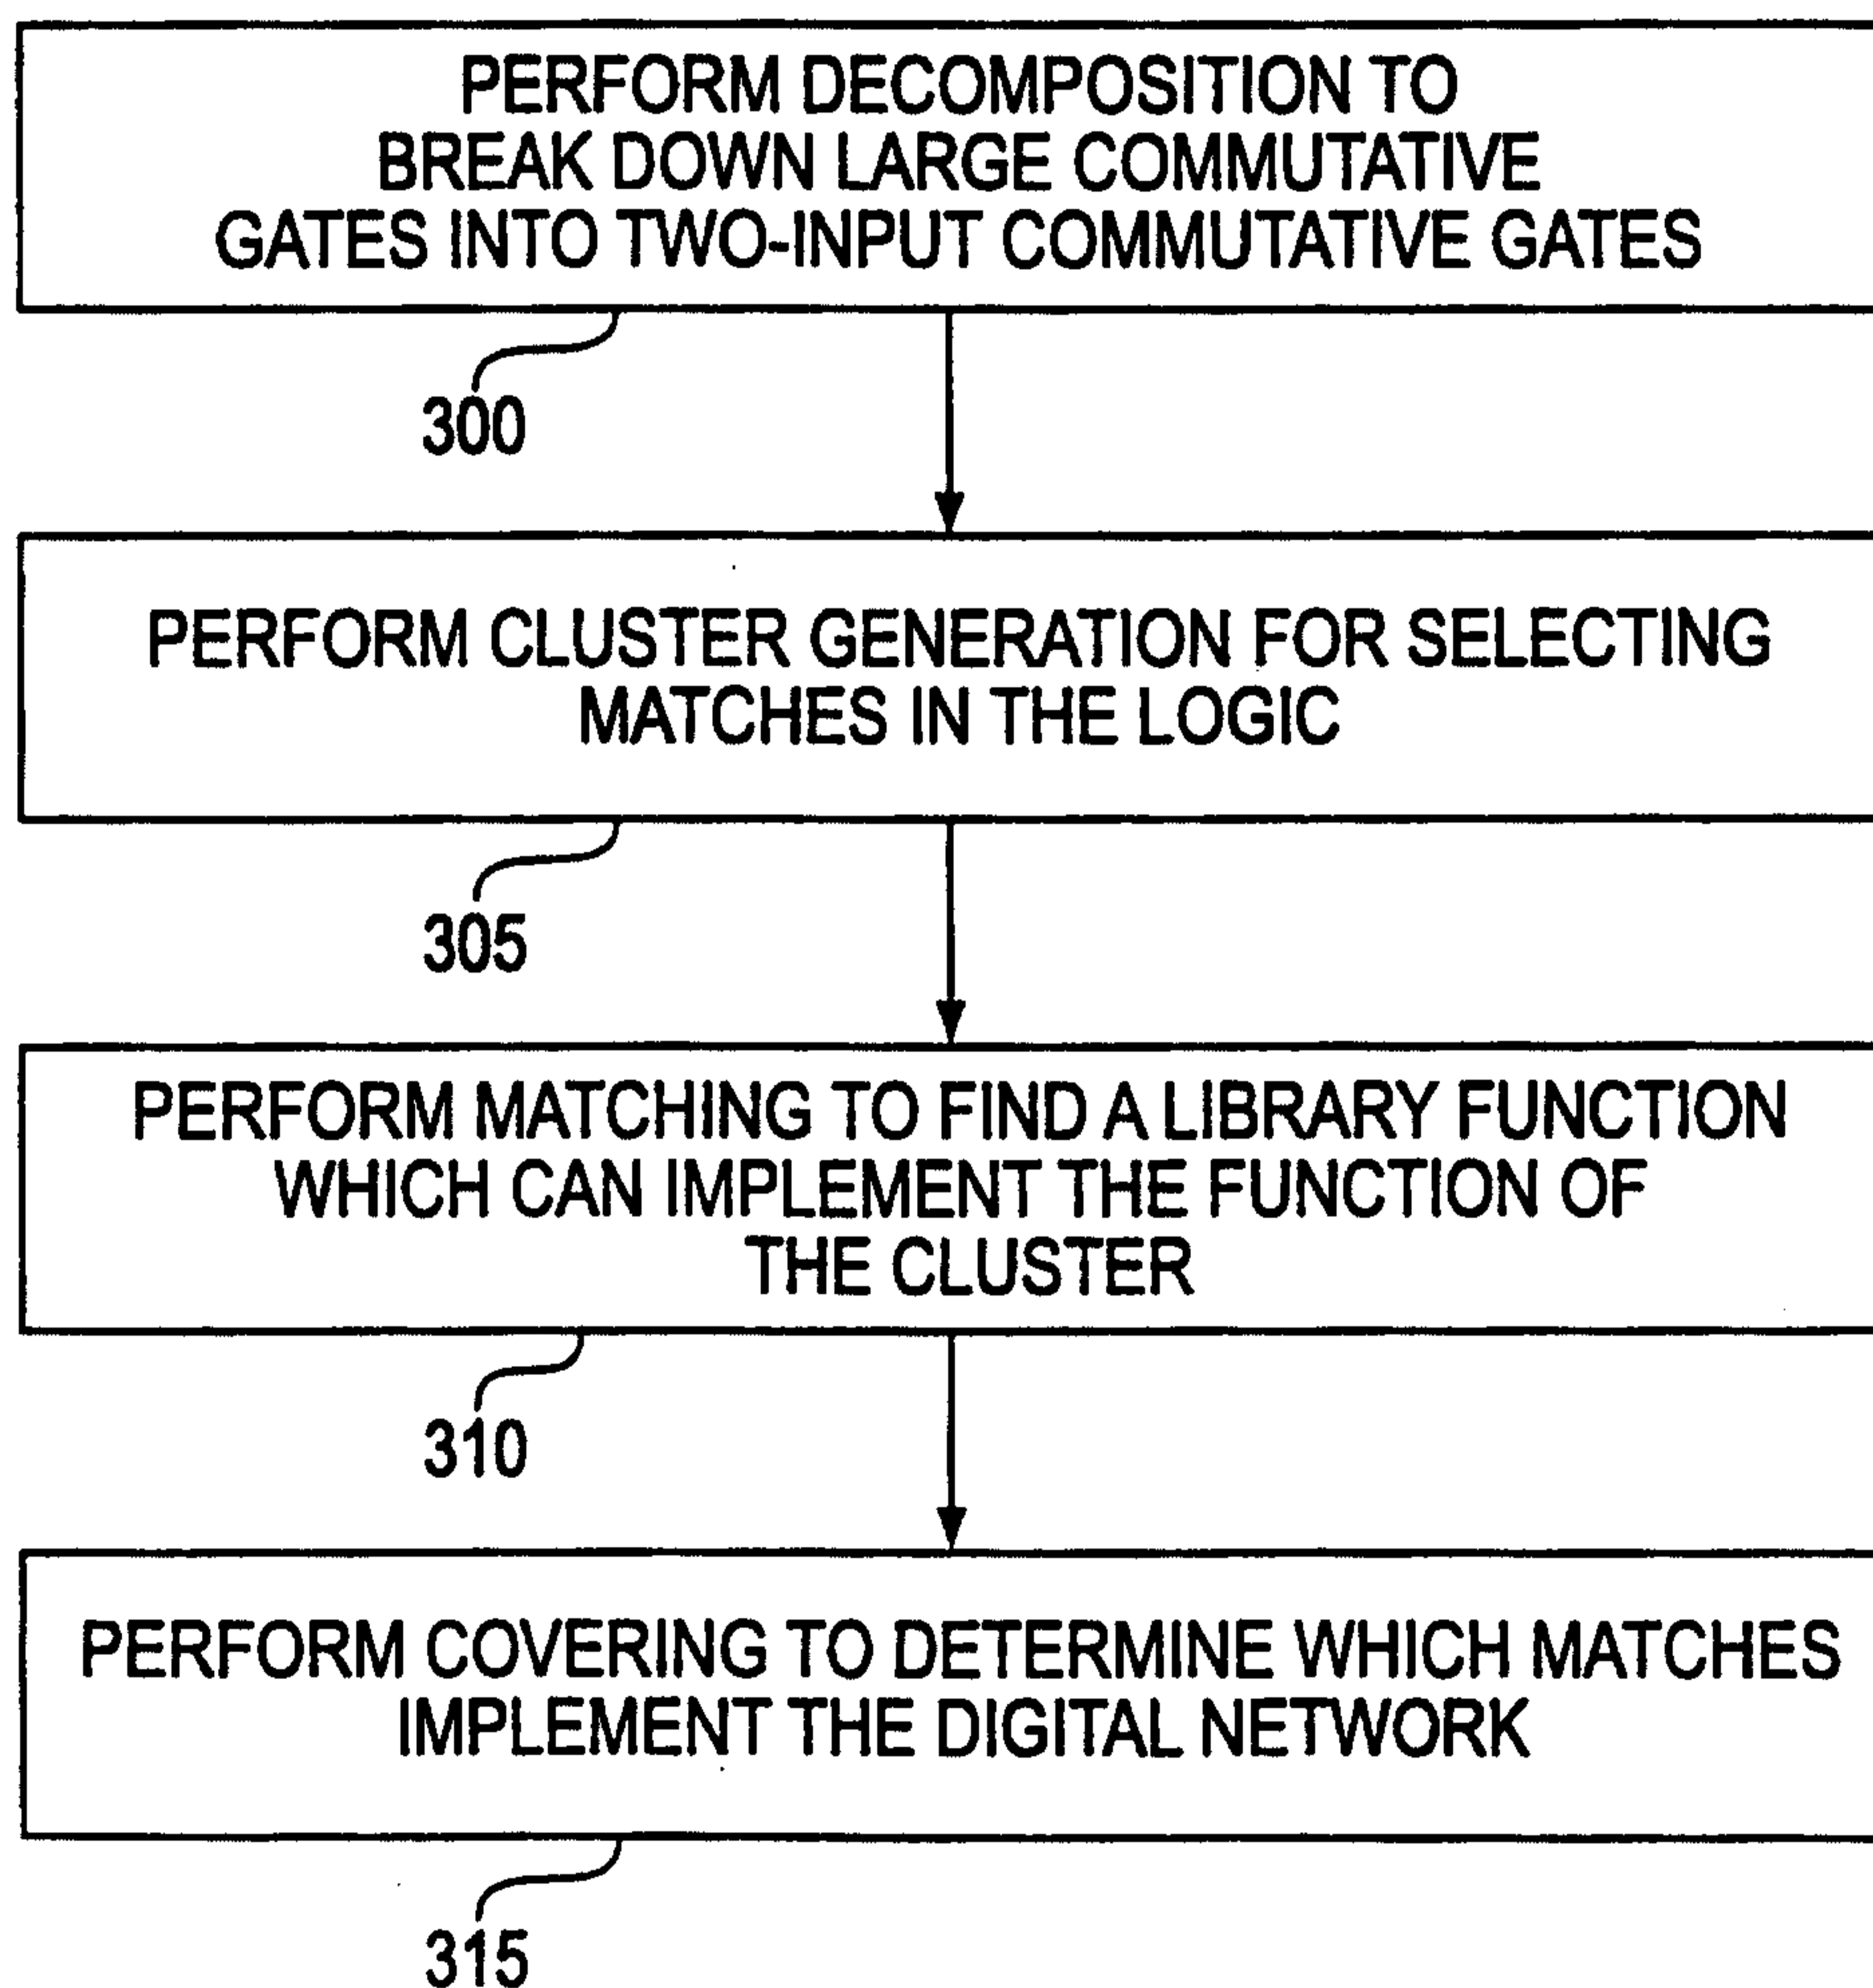 PERFORM DECOMPOSITION TO
BREAK DOWN LARGE COMMUTATIVE
GATES INTO TWO-INPUT COMMUTATIVE GATES
300
PERFORM CLUSTER GENERATION FOR SELECTING
MATCHES IN THE LOGIC
305
PERFORM MATCHING TO FIND A LIBRARY FUNCTION
WHICH CAN IMPLEMENT THE FUNCTION OF
THE CLUSTER
310
PERFORM COVERING TO DETERMINE WHICH MATCHES
IMPLEMENT THE DIGITAL NETWORK
315